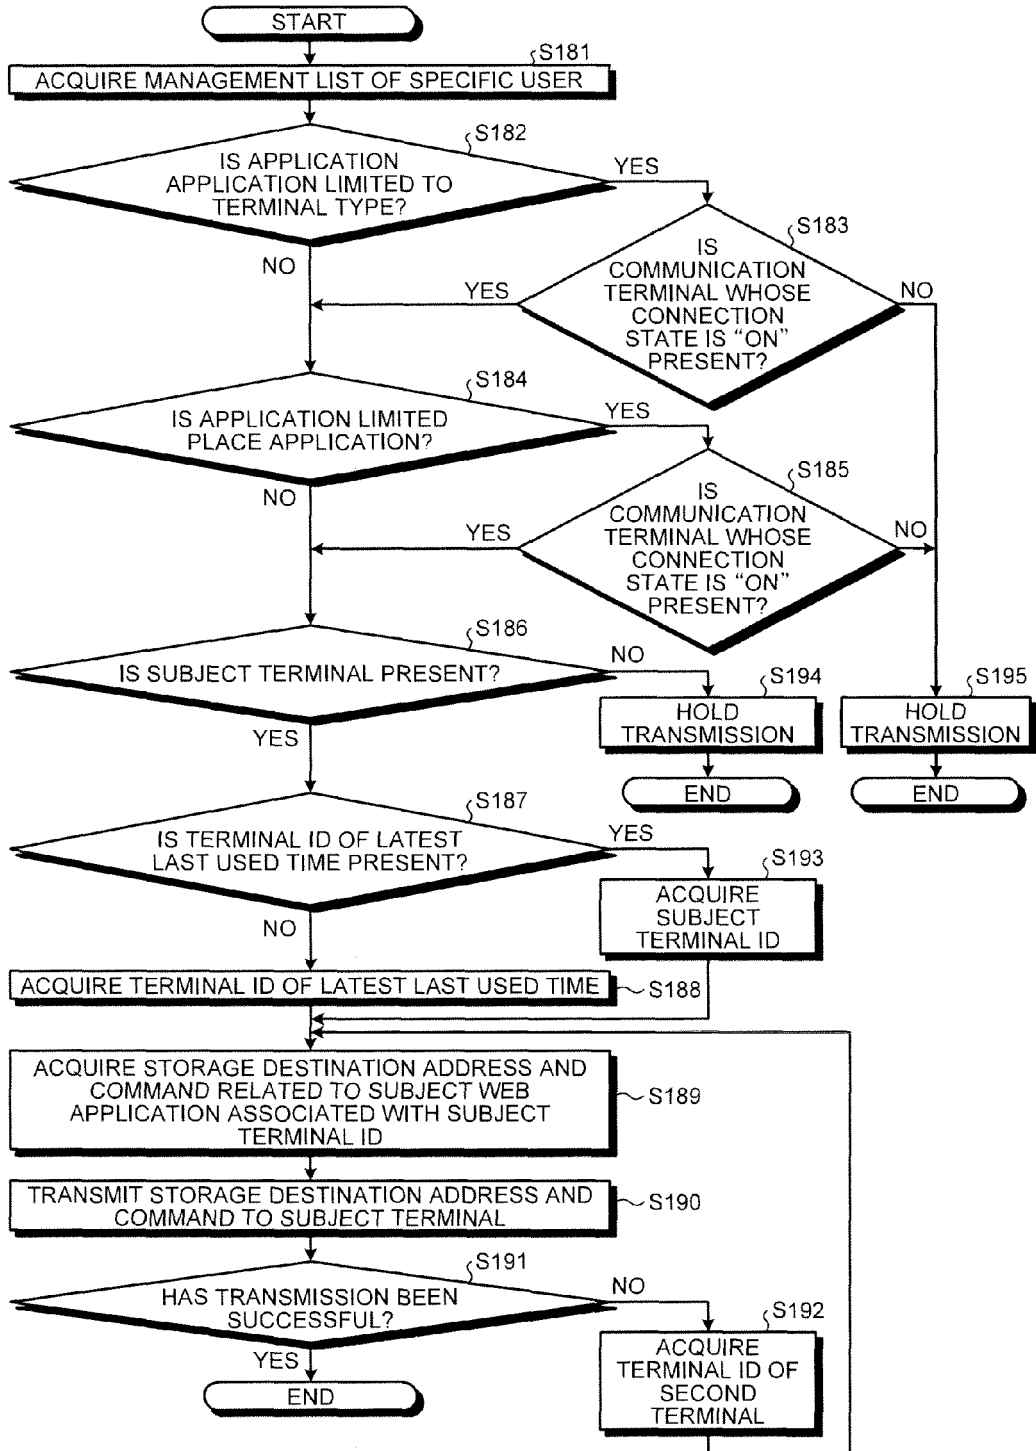 START
S181
ACQUIRE MANAGEMENT LIST OF SPECIFIC USER
S182
IS APPLICATION
APPLICATION LIMITED TO
TERMINAL TYPE?
YES
NO
S183
IS
COMMUNICATION
TERMINAL WHOSE
CONNECTION
STATE IS “ON”
PRESENT?
YES
NO
S184
IS APPLICATION LIMITED
PLACE APPLICATION?
YES
NO
S185
IS
COMMUNICATION
TERMINAL WHOSE
CONNECTION
STATE IS “ON”
PRESENT?
YES
NO
S186
IS SUBJECT TERMINAL PRESENT?
NO
YES
S194
HOLD
TRANSMISSION
END
S195
HOLD
TRANSMISSION
END
S187
IS TERMINAL ID OF LATEST
LAST USED TIME PRESENT?
YES
NO
S193
ACQUIRE
SUBJECT
TERMINAL ID
ACQUIRE TERMINAL ID OF LATEST LAST USED TIME
S188
ACQUIRE STORAGE DESTINATION ADDRESS AND
COMMAND RELATED TO SUBJECT WEB
APPLICATION ASSOCIATED WITH SUBJECT
TERMINAL ID
S189
TRANSMIT STORAGE DESTINATION ADDRESS AND
COMMAND TO SUBJECT TERMINAL
S190
S191
HAS TRANSMISSION BEEN
SUCCESSFUL?
NO
YES
END
S192
ACQUIRE
TERMINAL ID OF
SECOND
TERMINAL